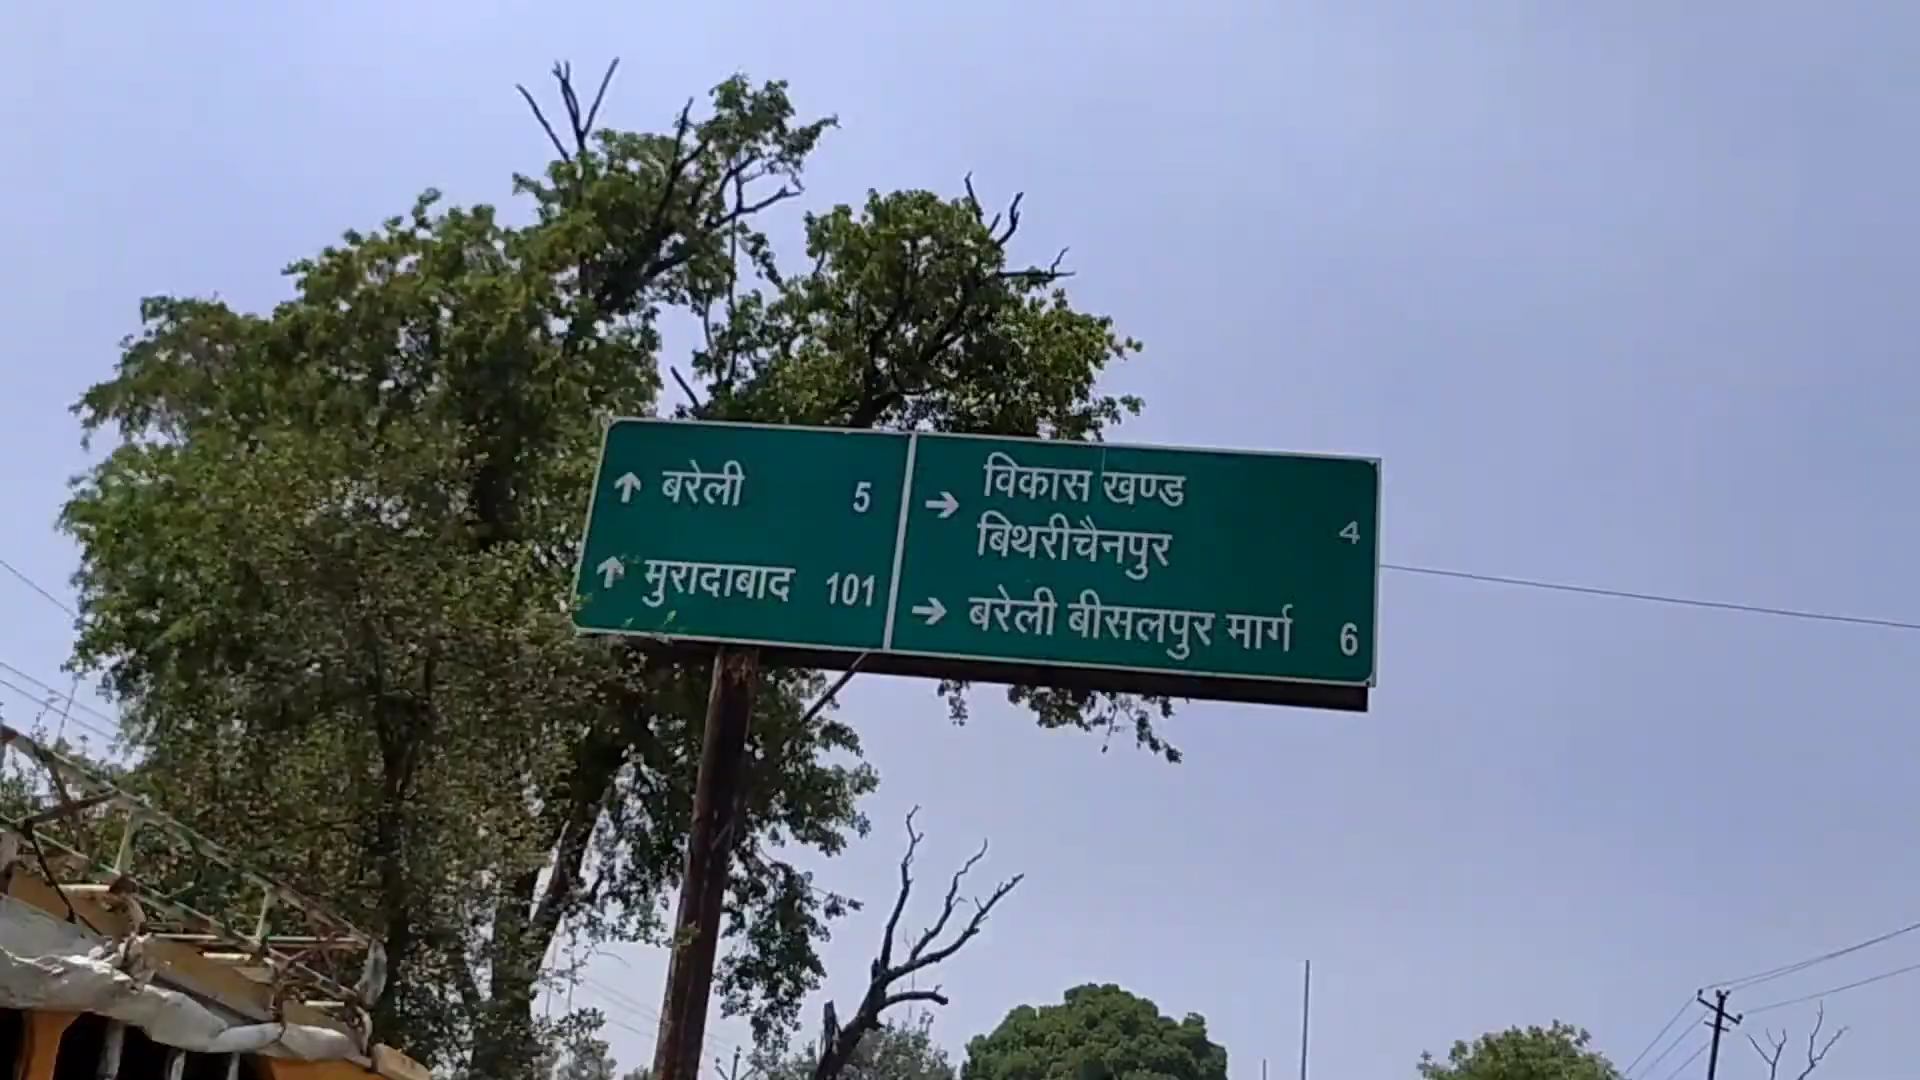 ↑ बरेली 5
↑ मुरादाबाद 101
→ विकास खण्ड
बिथरीचैनपुर 4
→ बरेली बीसलपुर मार्ग 6